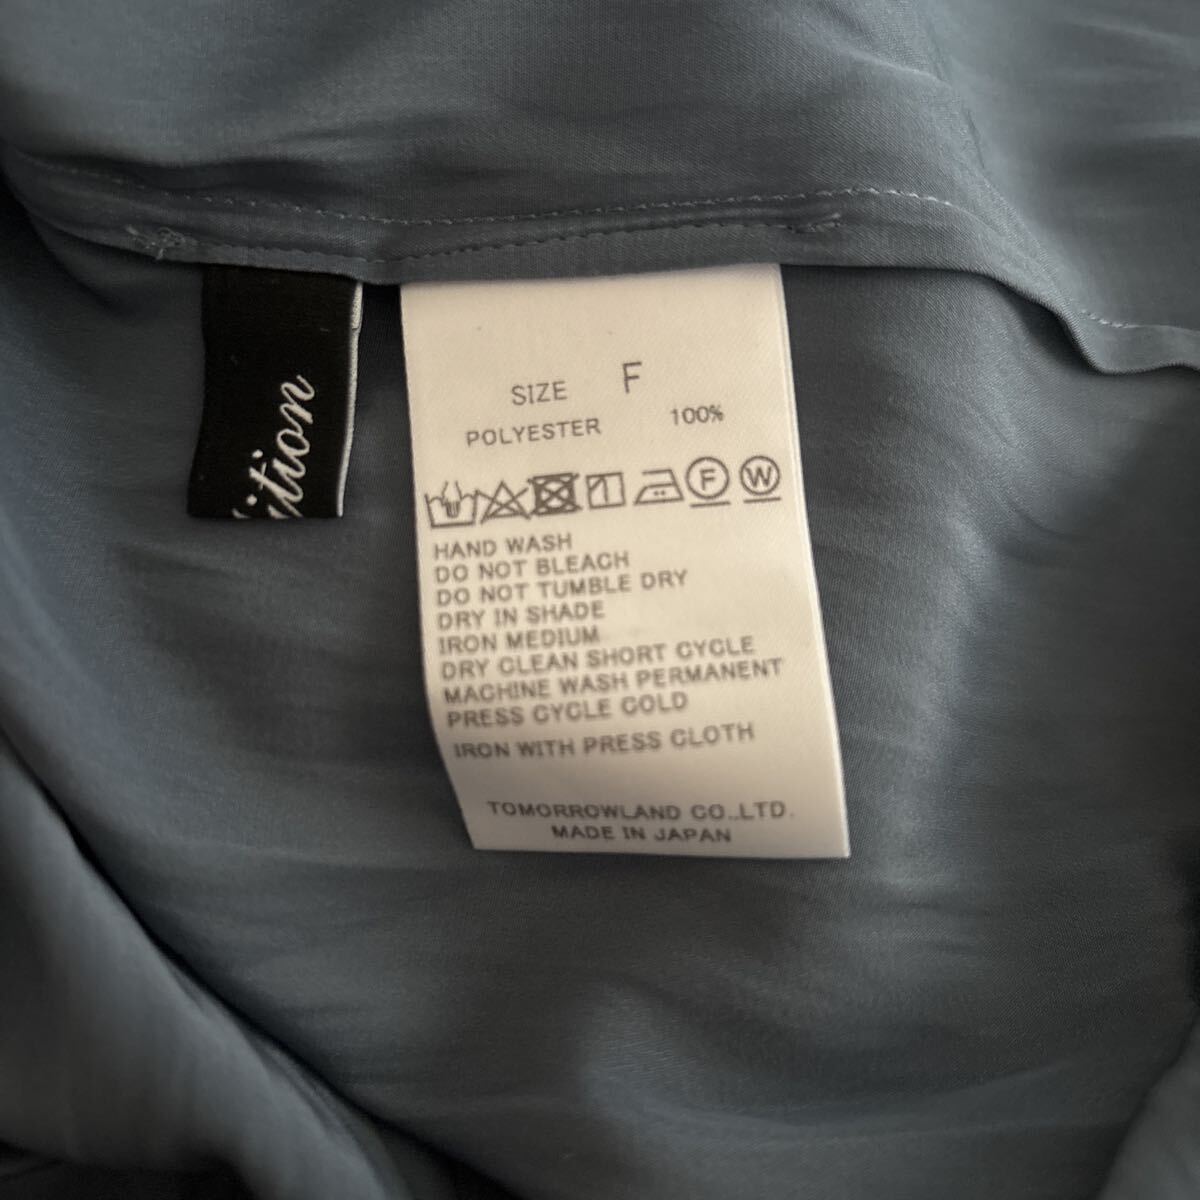 ition
SIZE F
POLYESTER 100%
F W
HAND WASH
DO NOT BLEACH
DO NOT TUMBLE DRY
DRY IN SHADE
IRON MEDIUM
DRY CLEAN SHORT CYCLE
MACHINE WASH PERMANENT
PRESS CYCLE COLD
IRON WITH PRESS CLOTH
TOMORROWLAND CO.,LTD.
MADE IN JAPAN